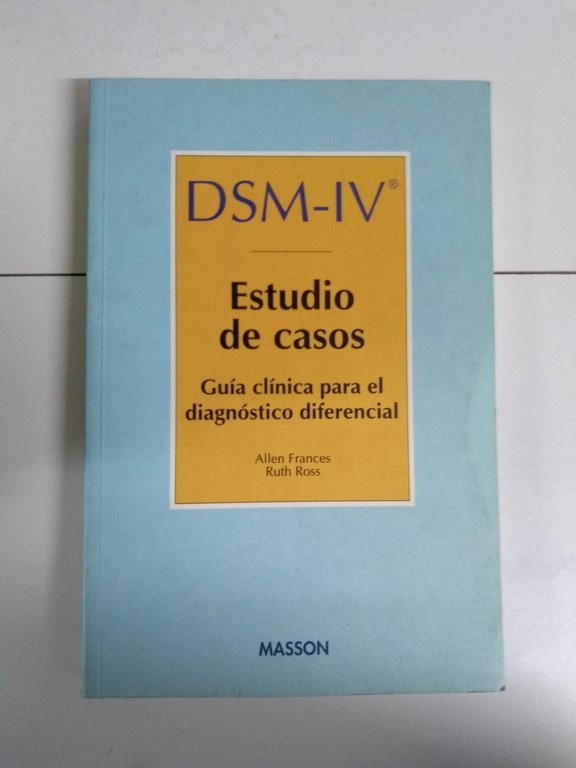 DSM-IV®
Estudio
de casos
Guía clínica para el
diagnóstico diferencial
Allen Frances
Ruth Ross
MASSON